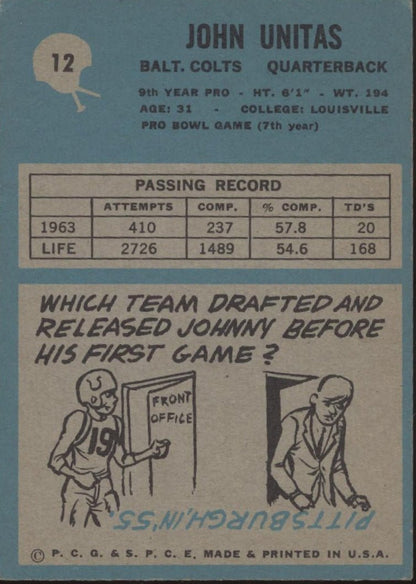 12
JOHN UNITAS
BALT. COLTS QUARTERBACK
9th YEAR PRO - HT. 6'1" - WT. 194
AGE: 31 - COLLEGE: LOUISVILLE
PRO BOWL GAME (7th year)
PASSING RECORD
ATTEMPTS COMP. % COMP. TD'S
1963 410 237 57.8 20
LIFE 2726 1489 54.6 168
WHICH TEAM DRAFTED AND
RELEASED JOHNNY BEFORE
HIS FIRST GAME?
FRONT
OFFICE
19
PITTSBURGH, IN '55.
© P. C. G. & S. P. C. E. MADE & PRINTED IN U.S.A.